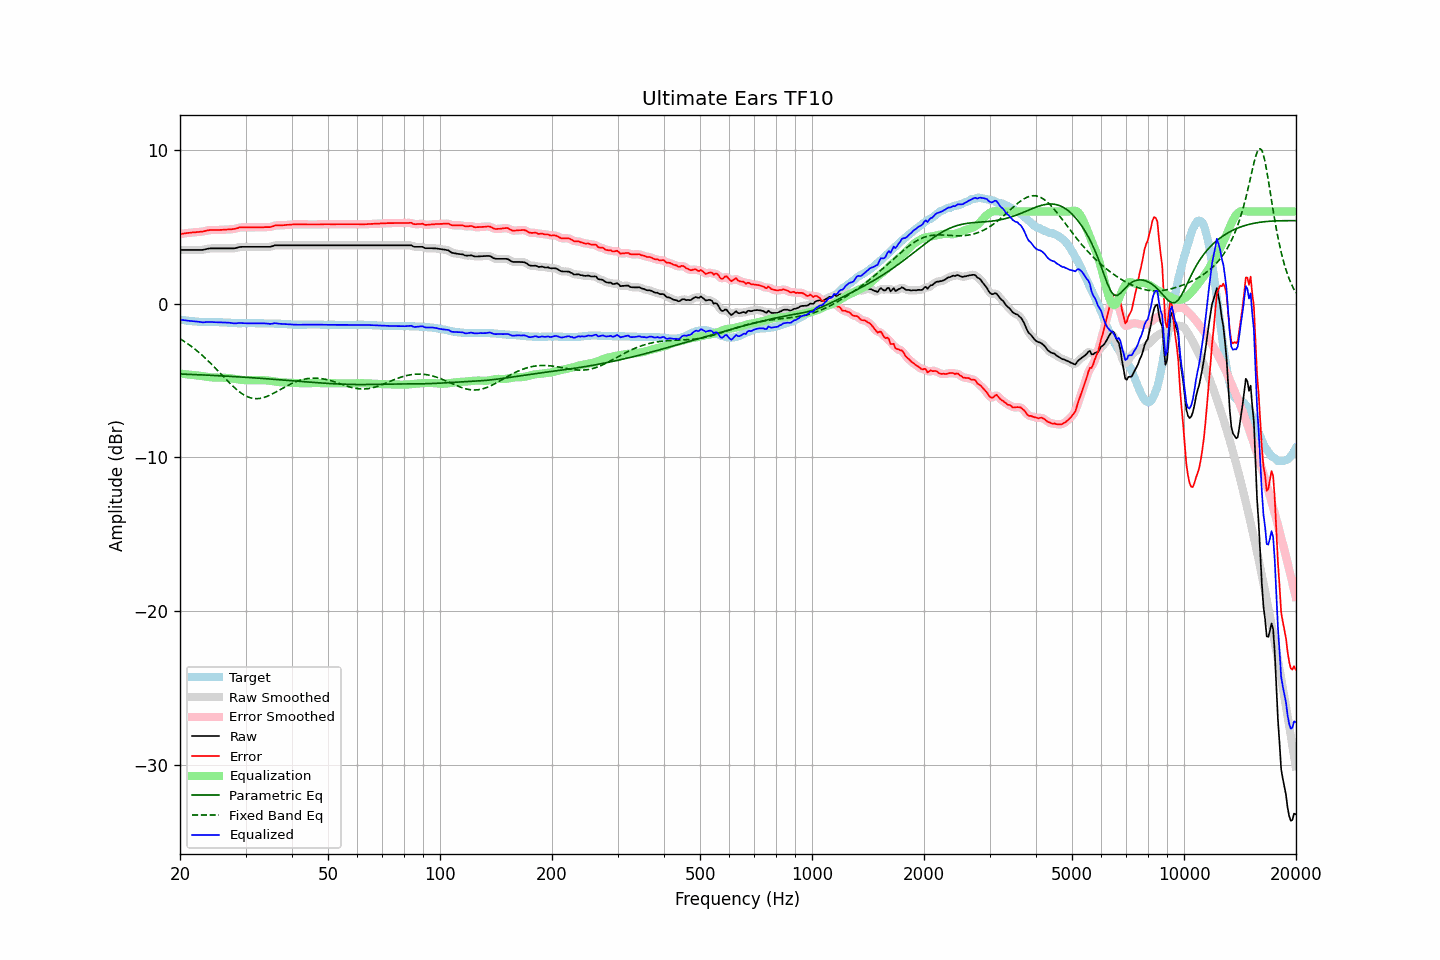 Ultimate Ears TF10
Amplitude (dBr)
10
0
−10
−20
−30
Target
Raw Smoothed
Error Smoothed
Raw
Error
Equalization
Parametric Eq
Fixed Band Eq
Equalized
20 50 100 200 500 1000 2000 5000 10000 20000
Frequency (Hz)